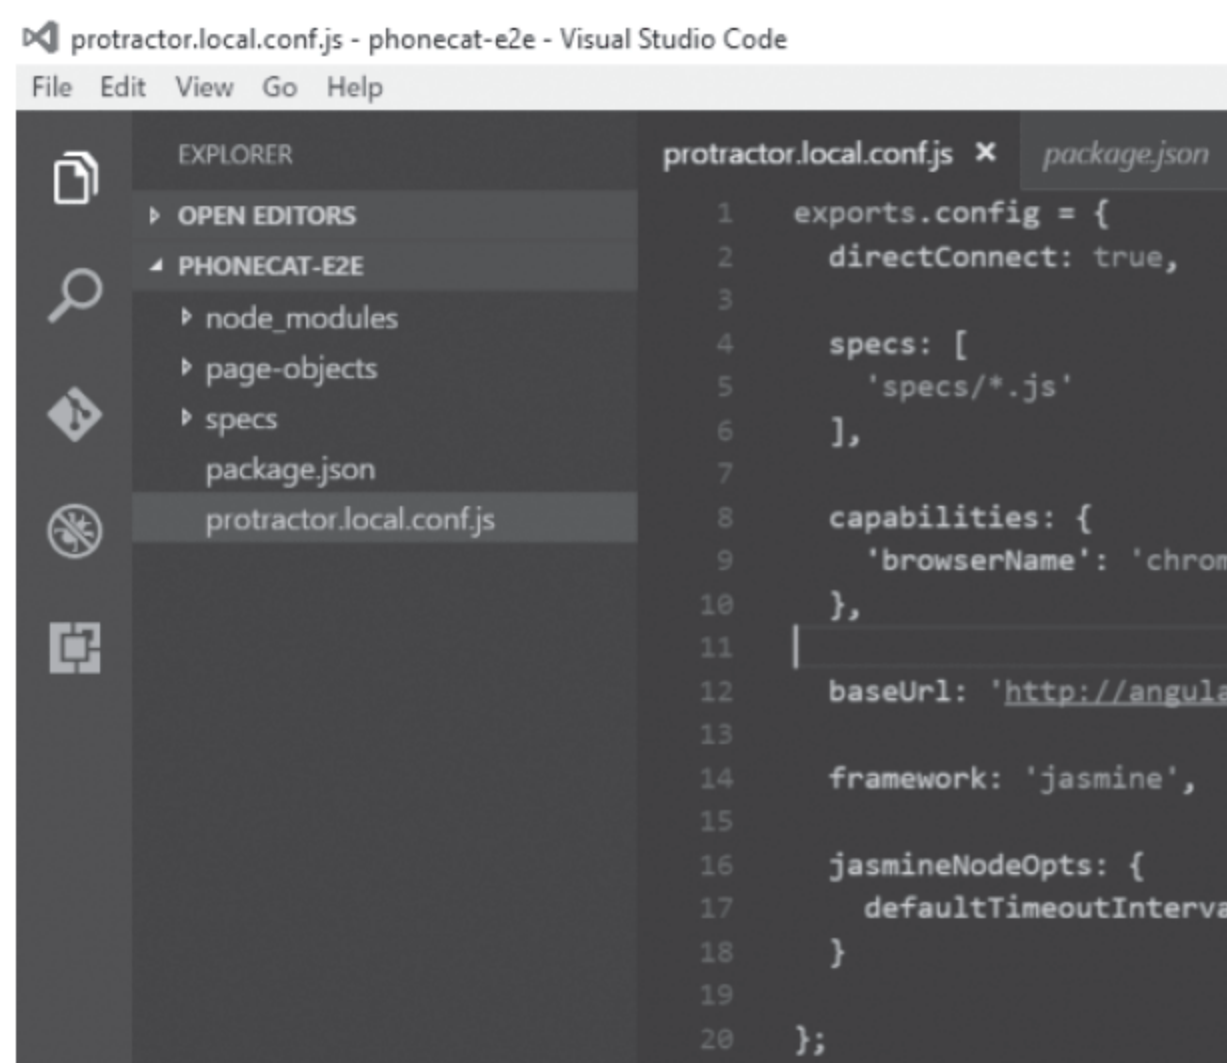 protractor.local.conf.js - phonecat-e2e - Visual Studio Code
File Edit View Go Help
EXPLORER
OPEN EDITORS
PHONECAT-E2E
node_modules
page-objects
specs
package.json
protractor.local.conf.js
protractor.local.conf.js × package.json
1 exports.config = {
2 directConnect: true,
3
4 specs: [
5 'specs/*.js'
6 ],
7
8 capabilities: {
9 'browserName': 'chrom
10 },
11
12 baseUrl: 'http://angula
13
14 framework: 'jasmine',
15
16 jasmineNodeOpts: {
17 defaultTimeoutInterva
18 }
19
20 };